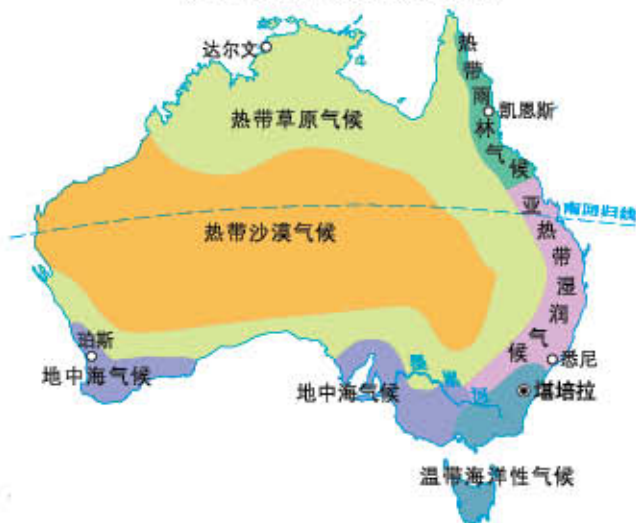 达尔文
热带雨林气候
凯恩斯
热带草原气候
南回归线
热带沙漠气候
亚热带湿润气候
珀斯
地中海气候
地中海气候
悉尼
堪培拉
温带海洋性气候